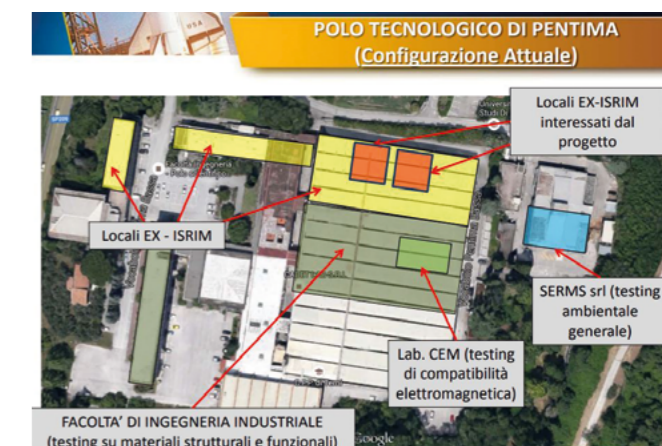 POLO TECNOLOGICO DI PENTIMA
(Configurazione Attuale)
Locali EX-ISRIM
interessati dal
progetto
Locali EX - ISRIM
SERMS srl (testing
ambientale
generale)
Lab. CEM (testing
di compatibilità
elettromagnetica)
FACOLTA' DI INGEGNERIA INDUSTRIALE
(testing su materiali strutturali e funzionali)
Google